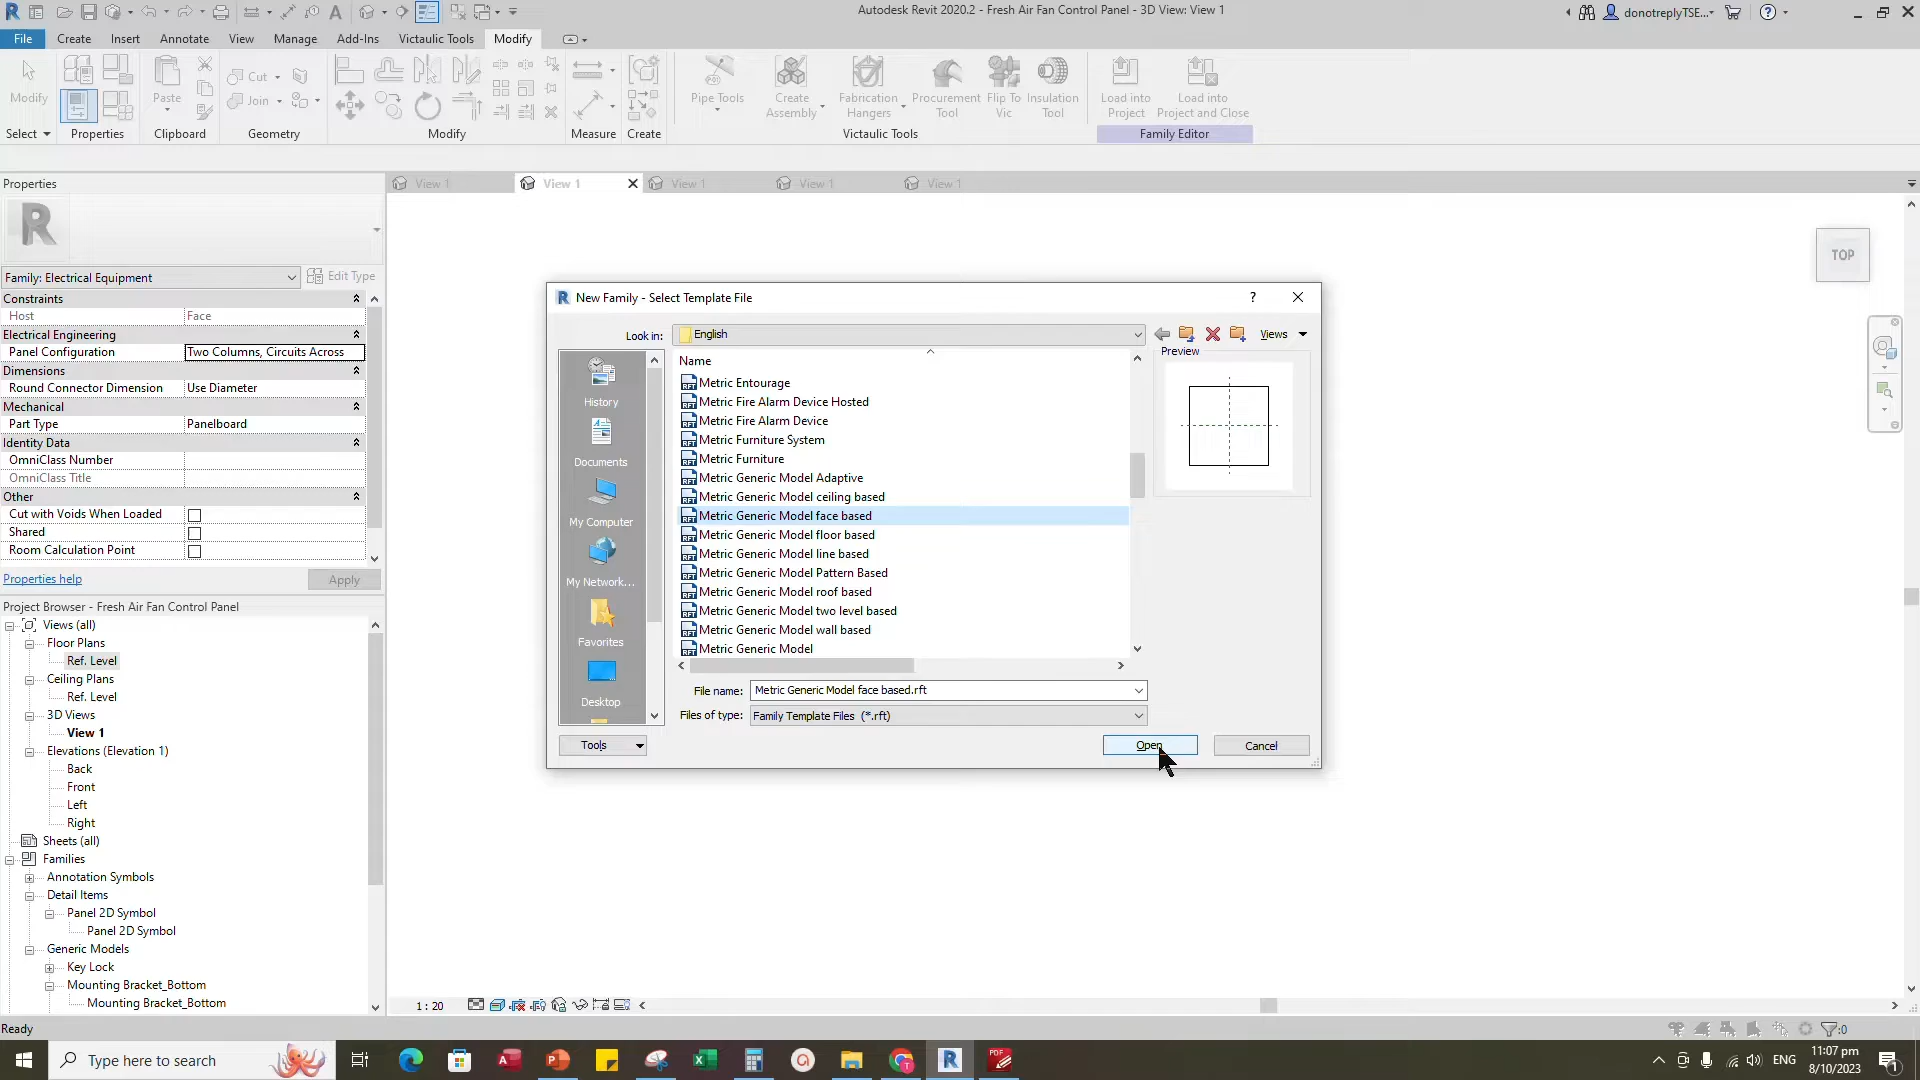 Autodesk Revit 2020.2 - Fresh Air Fan Control Panel - 3D View: View 1
donotreplyTSE...
File Create Insert Annotate View Manage Add-Ins Victaulic Tools Modify
Modify
Paste
Cut
Join
Pipe Tools
Create Assembly
Fabrication Hangers
Procurement Tool
Flip To Vic
Insulation Tool
Load into Project
Load into Project and Close
Select Properties Clipboard Geometry Modify Measure Create Victaulic Tools Family Editor
Properties
View 1 View 1 View 1 View 1 View 1
TOP
Family: Electrical Equipment Edit Type
Constraints
Host Face
Electrical Engineering
Panel Configuration Two Columns, Circuits Across
Dimensions
Round Connector Dimension Use Diameter
Mechanical
Part Type Panelboard
Identity Data
OmniClass Number
OmniClass Title
Other
Cut with Voids When Loaded
Shared
Room Calculation Point
Properties help Apply
Project Browser - Fresh Air Fan Control Panel
Views (all)
Floor Plans
Ref. Level
Ceiling Plans
Ref. Level
3D Views
View 1
Elevations (Elevation 1)
Back
Front
Left
Right
Sheets (all)
Families
Annotation Symbols
Detail Items
Panel 2D Symbol
Panel 2D Symbol
Generic Models
Key Lock
Mounting Bracket_Bottom
Mounting Bracket_Bottom
New Family - Select Template File
Look in: English Views
Preview
History
Documents
My Computer
My Network...
Favorites
Desktop
Name
Metric Entourage
Metric Fire Alarm Device Hosted
Metric Fire Alarm Device
Metric Furniture System
Metric Furniture
Metric Generic Model Adaptive
Metric Generic Model ceiling based
Metric Generic Model face based
Metric Generic Model floor based
Metric Generic Model line based
Metric Generic Model Pattern Based
Metric Generic Model roof based
Metric Generic Model two level based
Metric Generic Model wall based
Metric Generic Model
File name: Metric Generic Model face based.rft
Files of type: Family Template Files (*.rft)
Tools Open Cancel
1 : 20
Ready
:0
Type here to search
ENG
11:07 pm
8/10/2023